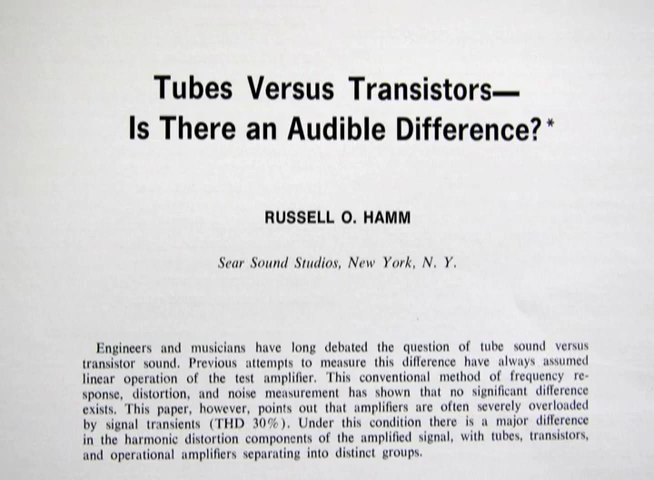 Tubes Versus Transistors—
Is There an Audible Difference?*
RUSSELL O. HAMM
Sear Sound Studios, New York, N. Y.
Engineers and musicians have long debated the question of tube sound versus
transistor sound. Previous attempts to measure this difference have always assumed
linear operation of the test amplifier. This conventional method of frequency re-
sponse, distortion, and noise measurement has shown that no significant difference
exists. This paper, however, points out that amplifiers are often severely overloaded
by signal transients (THD 30%). Under this condition there is a major difference
in the harmonic distortion components of the amplified signal, with tubes, transistors,
and operational amplifiers separating into distinct groups.